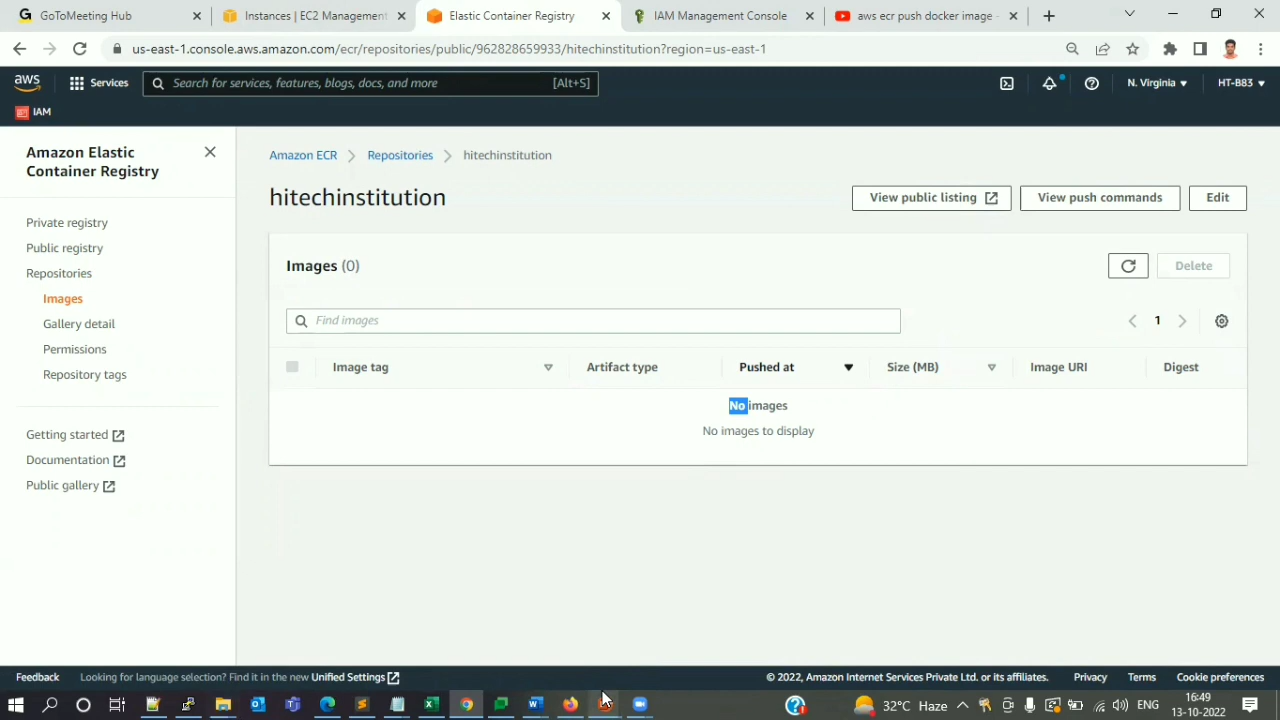 GoToMeeting Hub
Instances | EC2 Management
Elastic Container Registry
IAM Management Console
aws ecr push docker image -
us-east-1.console.aws.amazon.com/ecr/repositories/public/962828659933/hitechinstitution?region=us-east-1
aws
Services
Search for services, features, blogs, docs, and more
[Alt+S]
N. Virginia
HT-B83
IAM
Amazon Elastic
Container Registry
Private registry
Public registry
Repositories
Images
Gallery detail
Permissions
Repository tags
Getting started
Documentation
Public gallery
Amazon ECR
Repositories
hitechinstitution
hitechinstitution
View public listing
View push commands
Edit
Images (0)
Delete
Find images
1
Image tag
Artifact type
Pushed at
Size (MB)
Image URI
Digest
No images
No images to display
Feedback
Looking for language selection? Find it in the new Unified Settings
© 2022, Amazon Internet Services Private Ltd. or its affiliates.
Privacy
Terms
Cookie preferences
32°C Haze
ENG
16:49
13-10-2022